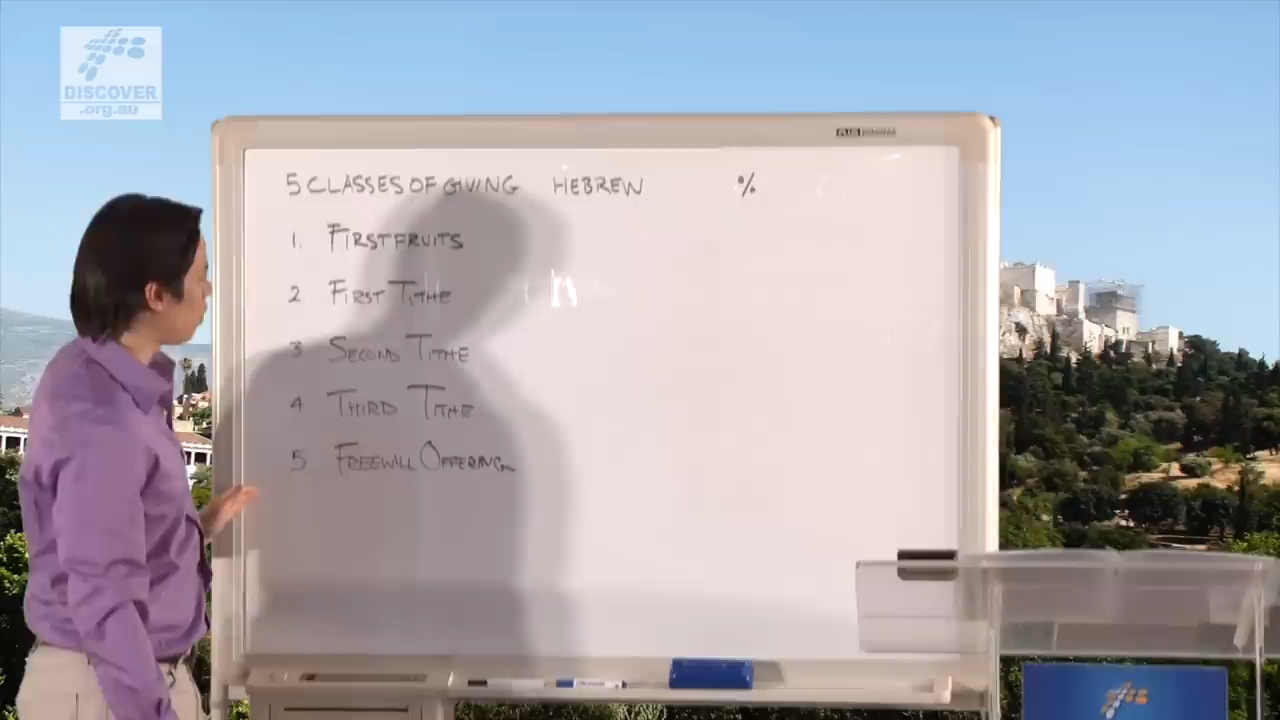 DISCOVER
.org.au
PLUS
5 CLASSES OF GIVING HEBREW %
1. FIRSTFRUITS
2 FIRST TITHE
3 SECOND TITHE
4 THIRD TITHE
5 FREEWILL OFFERING